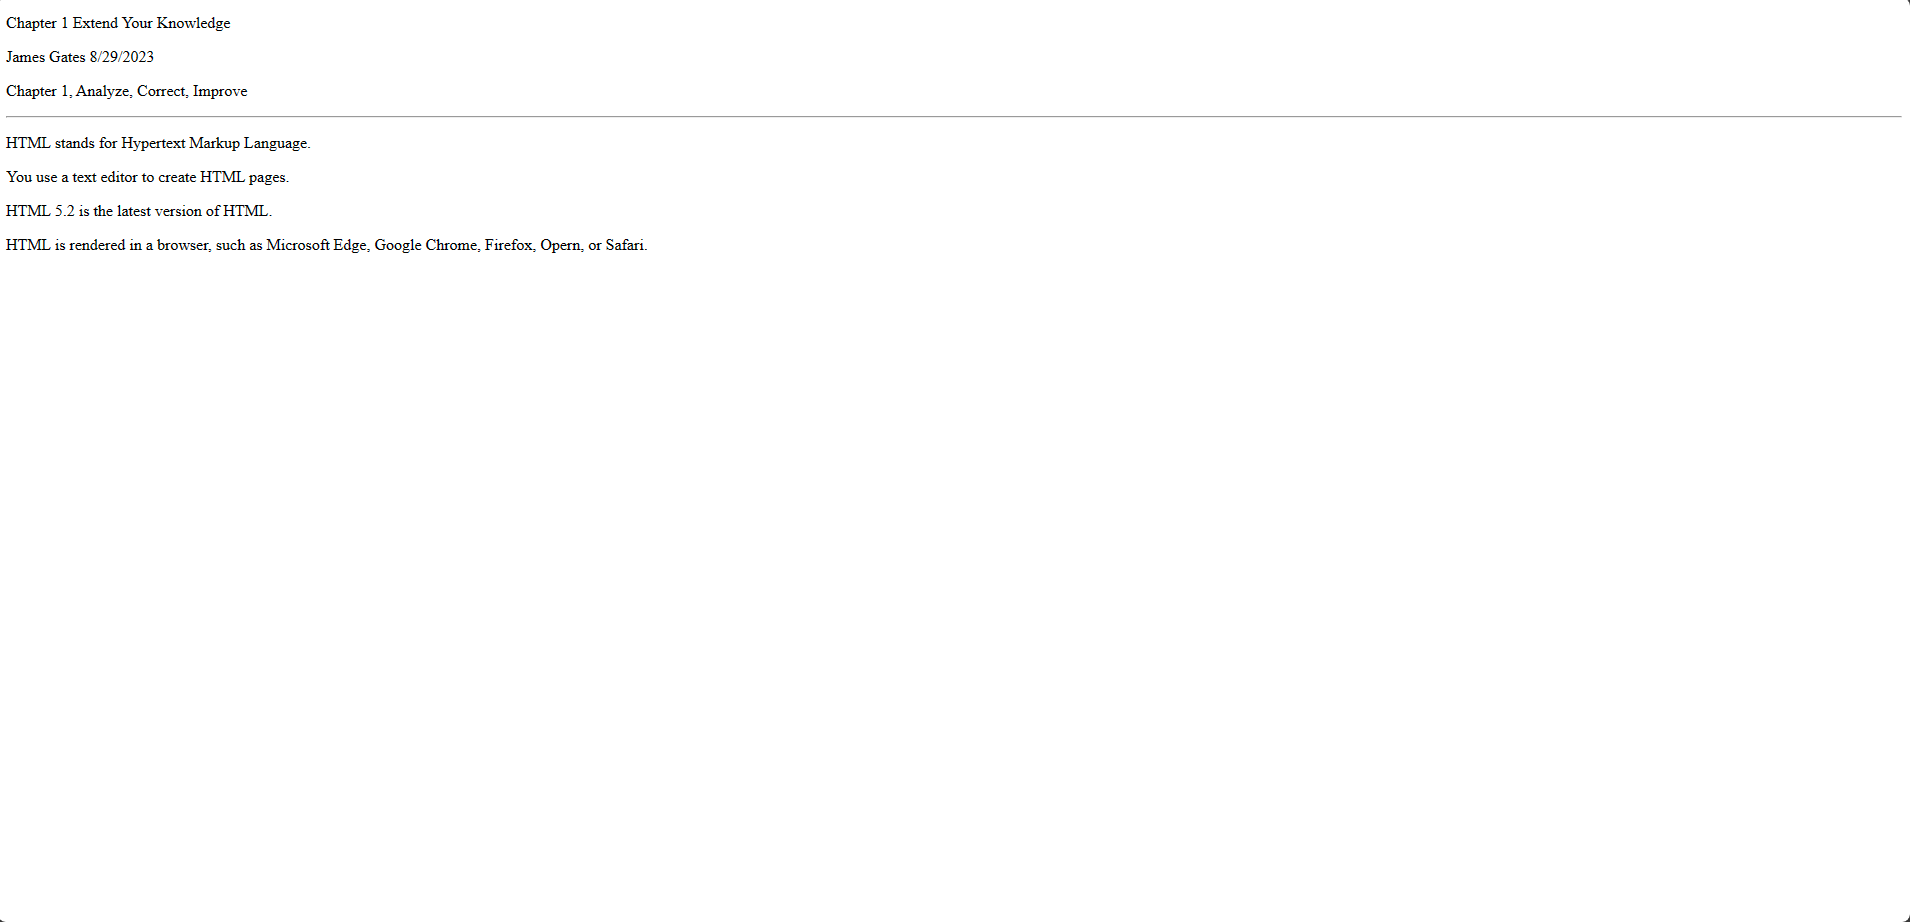 Chapter 1 Extend Your Knowledge
James Gates 8/29/2023
Chapter 1, Analyze, Correct, Improve
HTML stands for Hypertext Markup Language.
You use a text editor to create HTML pages.
HTML 5.2 is the latest version of HTML.
HTML is rendered in a browser, such as Microsoft Edge, Google Chrome, Firefox, Opern, or Safari.